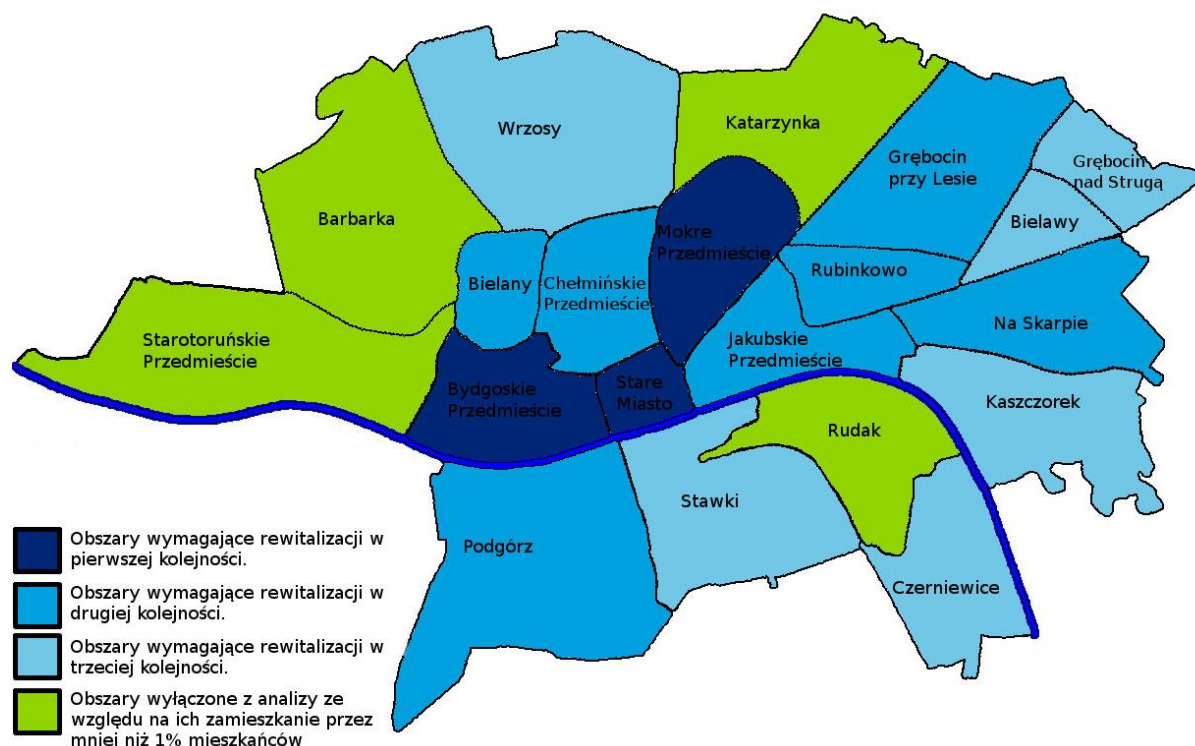 Wrzosy
Katarzynka
Grębocin
przy Lesie
Grębocin
nad Strugą
Barbarka
Bielawy
Mokre
Przedmieście
Bielany
Chełmińskie
Przedmieście
Rubinkowo
Starotoruńskie
Przedmieście
Na Skarpie
Jakubskie
Przedmieście
Bydgoskie
Przedmieście
Stare
Miasto
Kaszczorek
Rudak
Stawki
Podgórz
Czerniewice
Obszary wymagające rewitalizacji w
pierwszej kolejności.
Obszary wymagające rewitalizacji w
drugiej kolejności.
Obszary wymagające rewitalizacji w
trzeciej kolejności.
Obszary wyłączone z analizy ze
względu na ich zamieszkanie przez
mniej niż 1% mieszkańców